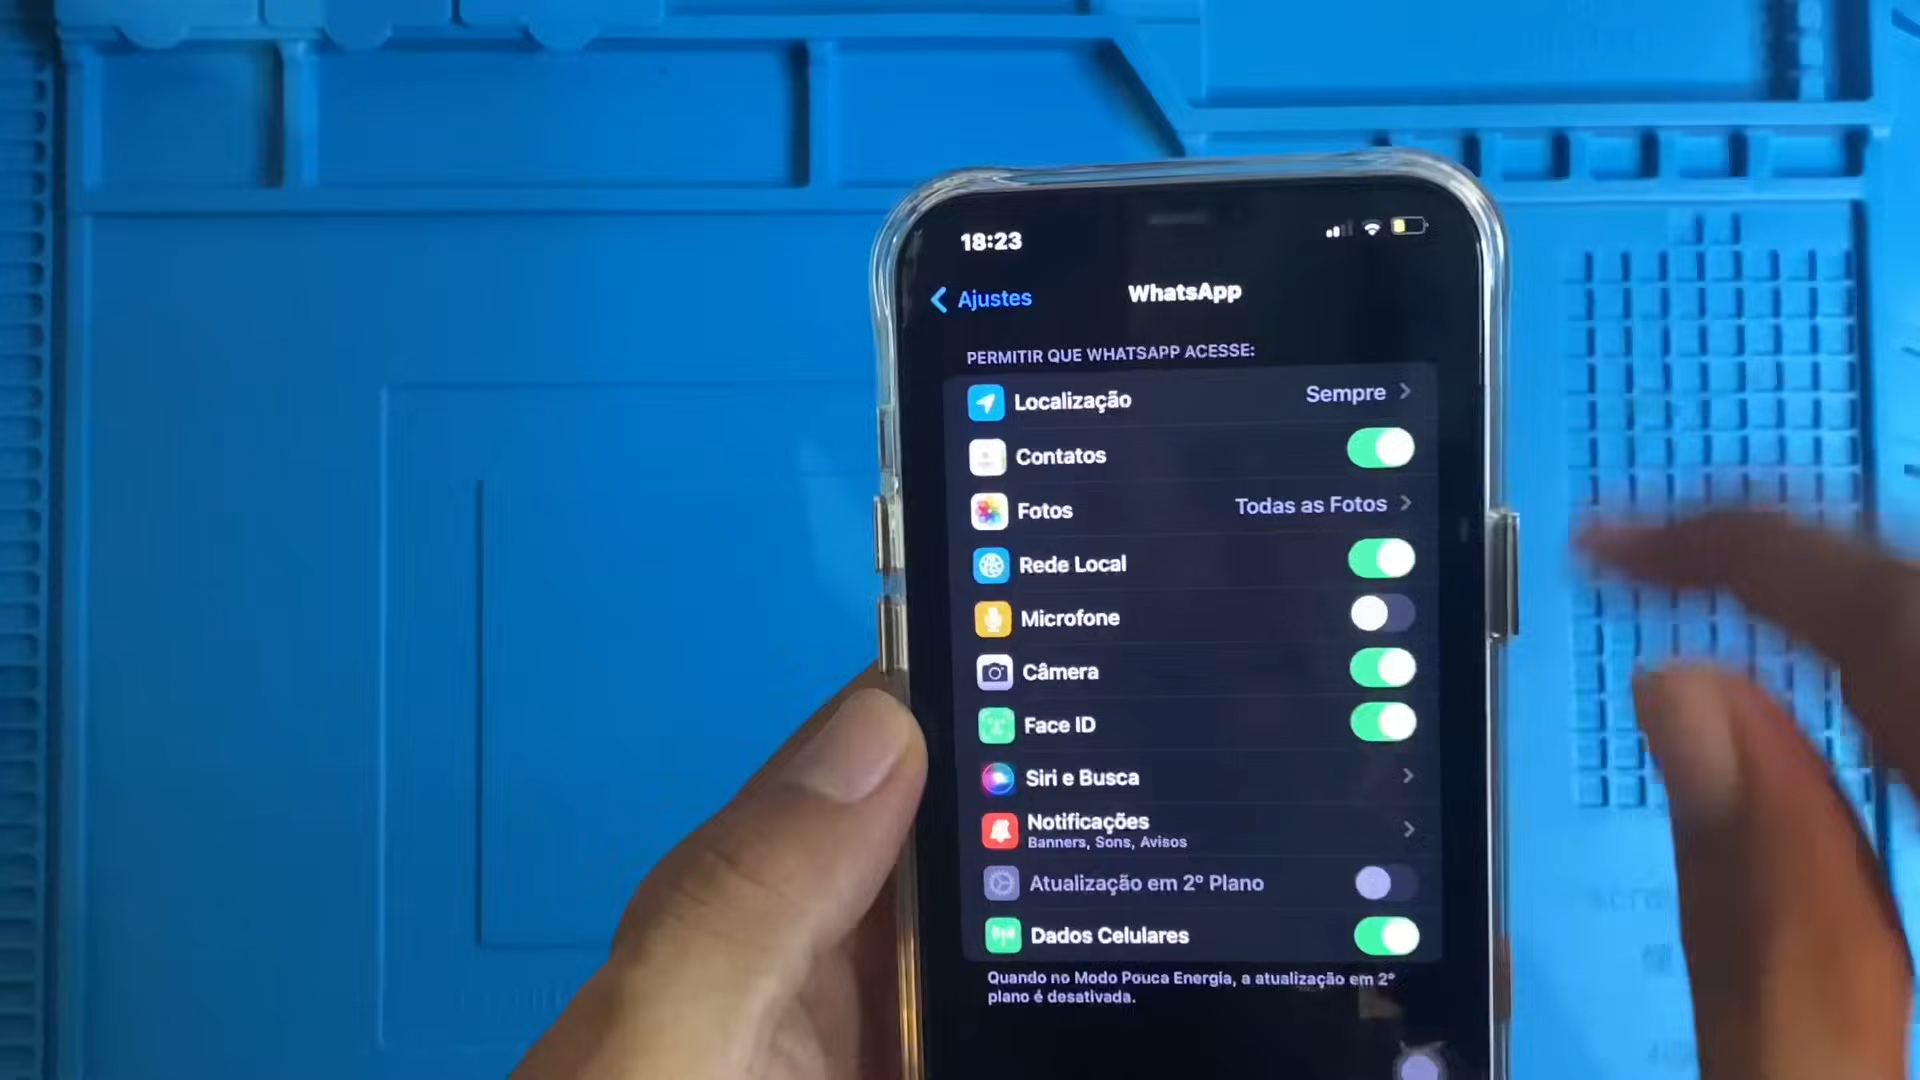 18:23
Ajustes
WhatsApp
PERMITIR QUE WHATSAPP ACESSE:
Localização Sempre
Contatos
Fotos Todas as Fotos
Rede Local
Microfone
Câmera
Face ID
Siri e Busca
Notificações
Banners, Sons, Avisos
Atualização em 2º Plano
Dados Celulares
Quando no Modo Pouca Energia, a atualização em 2º
plano é desativada.